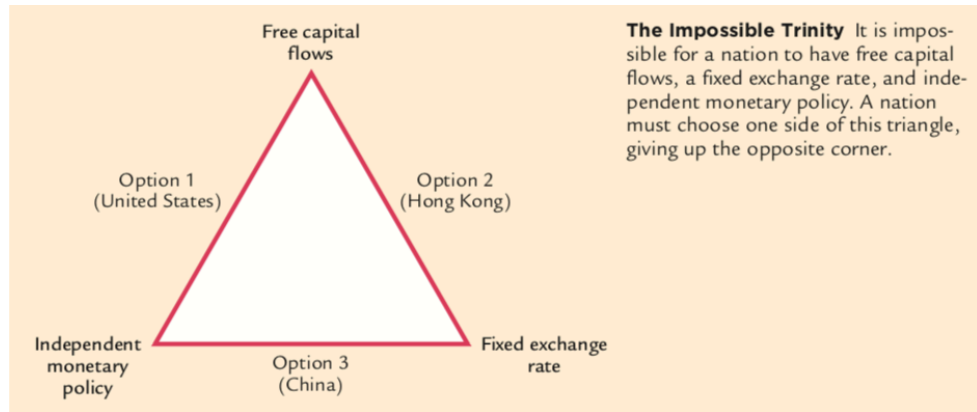 Free capital
flows
The Impossible Trinity It is impos-
sible for a nation to have free capital
flows, a fixed exchange rate, and inde-
pendent monetary policy. A nation
must choose one side of this triangle,
giving up the opposite corner.
Option 1
(United States)
Option 2
(Hong Kong)
Independent
monetary
policy
Option 3
(China)
Fixed exchange
rate